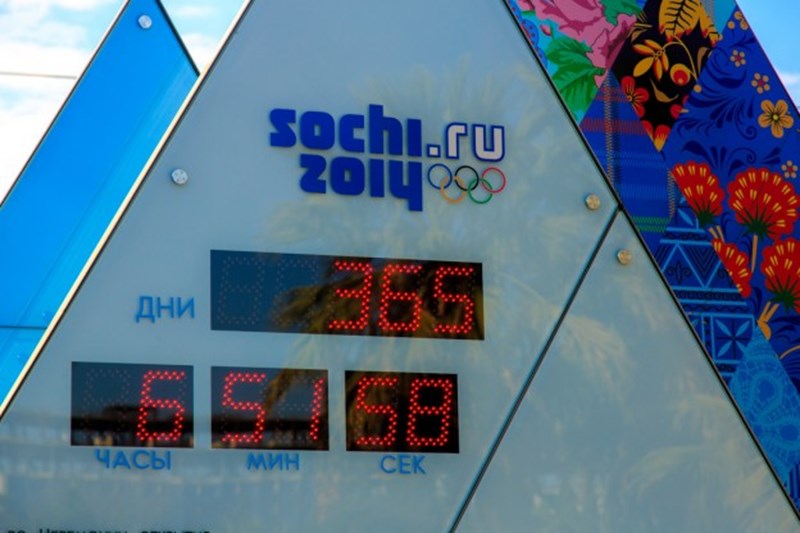 sochi.ru
2014
ДНИ 365
6 51 58
ЧАСЫ МИН СЕК